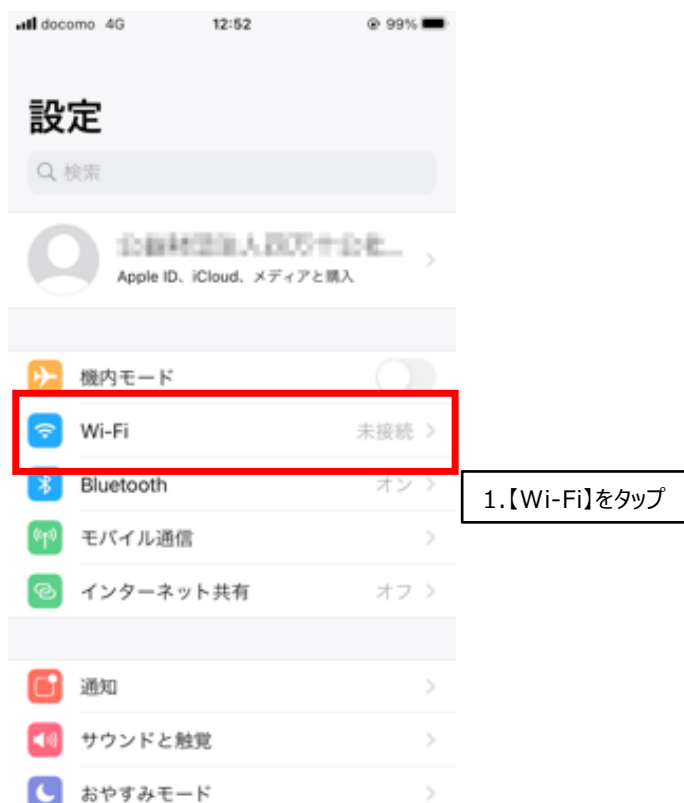 docomo 4G 12:52 99%
設定
検索
Apple ID、iCloud、メディアと購入
機内モード
Wi-Fi 未接続
Bluetooth オン
1.【Wi-Fi】をタップ
モバイル通信
インターネット共有 オフ
通知
サウンドと触覚
おやすみモード